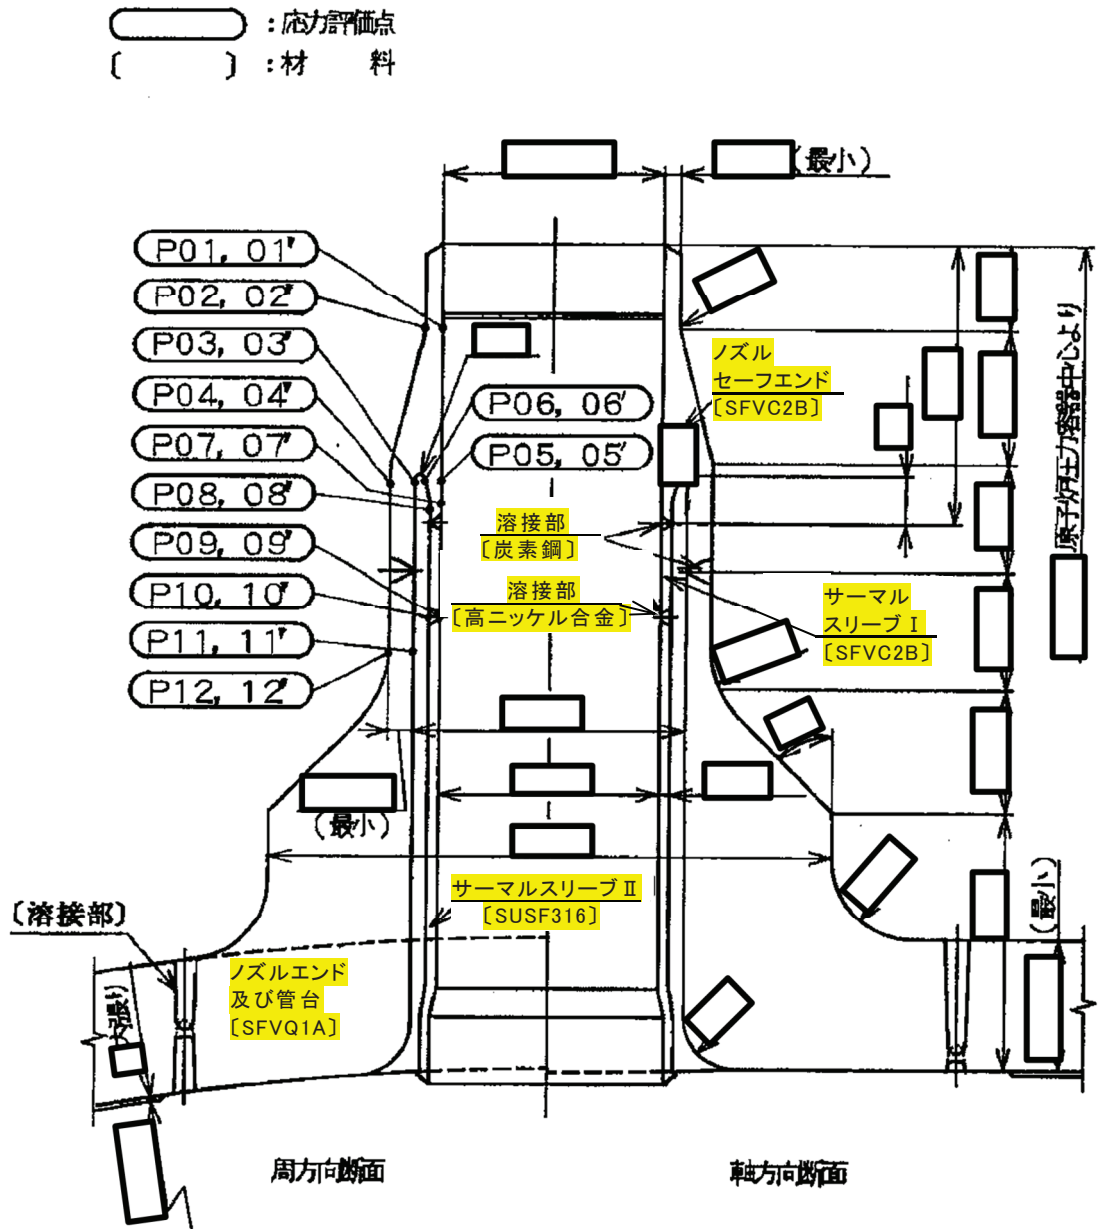 : 応力評価点
〔 〕: 材 料
(最小)
P01, 01'
P02, 02'
P03, 03'
P04, 04'
P07, 07'
P08, 08'
P09, 09'
P10, 10'
P11, 11'
P12, 12'
P06, 06'
P05, 05'
ノズル
セーフエンド
[SFVC2B]
原子炉圧力容器中心より
溶接部
[炭素鋼]
溶接部
[高ニッケル合金]
サーマル
スリーブⅠ
[SFVC2B]
(最小)
サーマルスリーブⅡ
[SUSF316]
(最小)
〔溶接部〕
ノズルエンド
及び管台
[SFVQ1A]
周方向断面
軸方向断面